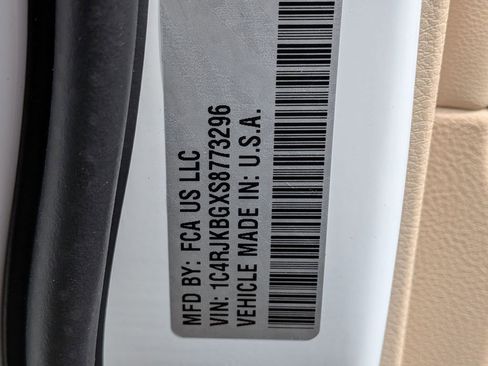 MFD BY: FCA US LLC
VIN: 1C4RJKBGXS8773296
VEHICLE MADE IN: U.S.A.